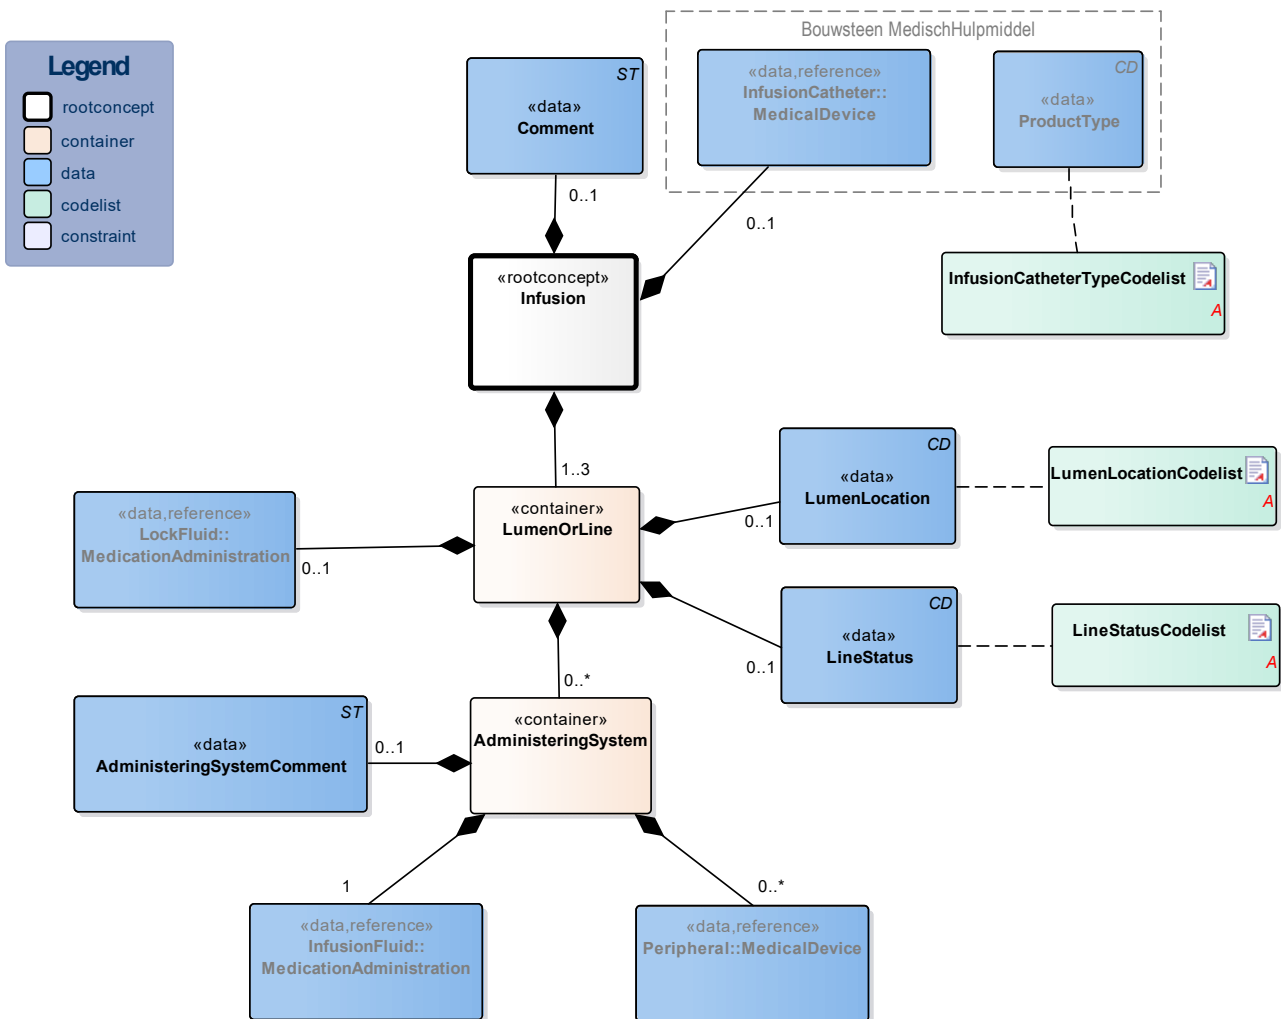 Legend
rootconcept
container
data
codelist
constraint
Bouwsteen MedischHulpmiddel
ST
«data»
Comment
«data,reference»
InfusionCatheter::
MedicalDevice
CD
«data»
ProductType
0..1
0..1
«rootconcept»
Infusion
InfusionCatheterTypeCodelist
A
1..3
CD
«data»
LumenLocation
LumenLocationCodelist
A
«data,reference»
LockFluid::
MedicationAdministration
0..1
«container»
LumenOrLine
0..1
CD
«data»
LineStatus
0..1
LineStatusCodelist
A
0..*
ST
«data»
AdministeringSystemComment
0..1
«container»
AdministeringSystem
1
0..*
«data,reference»
InfusionFluid::
MedicationAdministration
«data,reference»
Peripheral::MedicalDevice